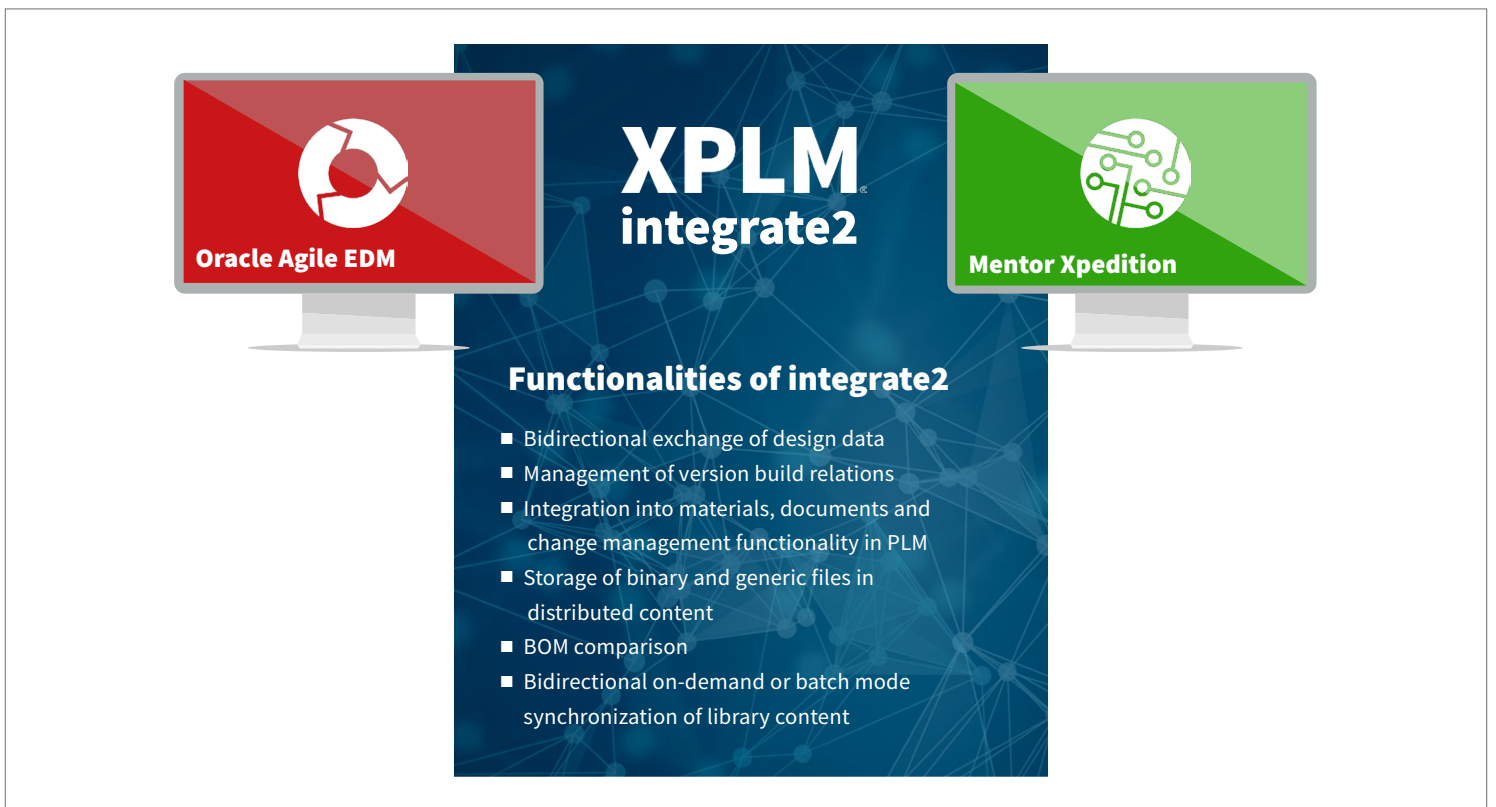 XPLM
integrate2
Oracle Agile EDM
Mentor Xpedition
Functionalities of integrate2
■ Bidirectional exchange of design data
■ Management of version build relations
■ Integration into materials, documents and
change management functionality in PLM
■ Storage of binary and generic files in
distributed content
■ BOM comparison
■ Bidirectional on-demand or batch mode
synchronization of library content